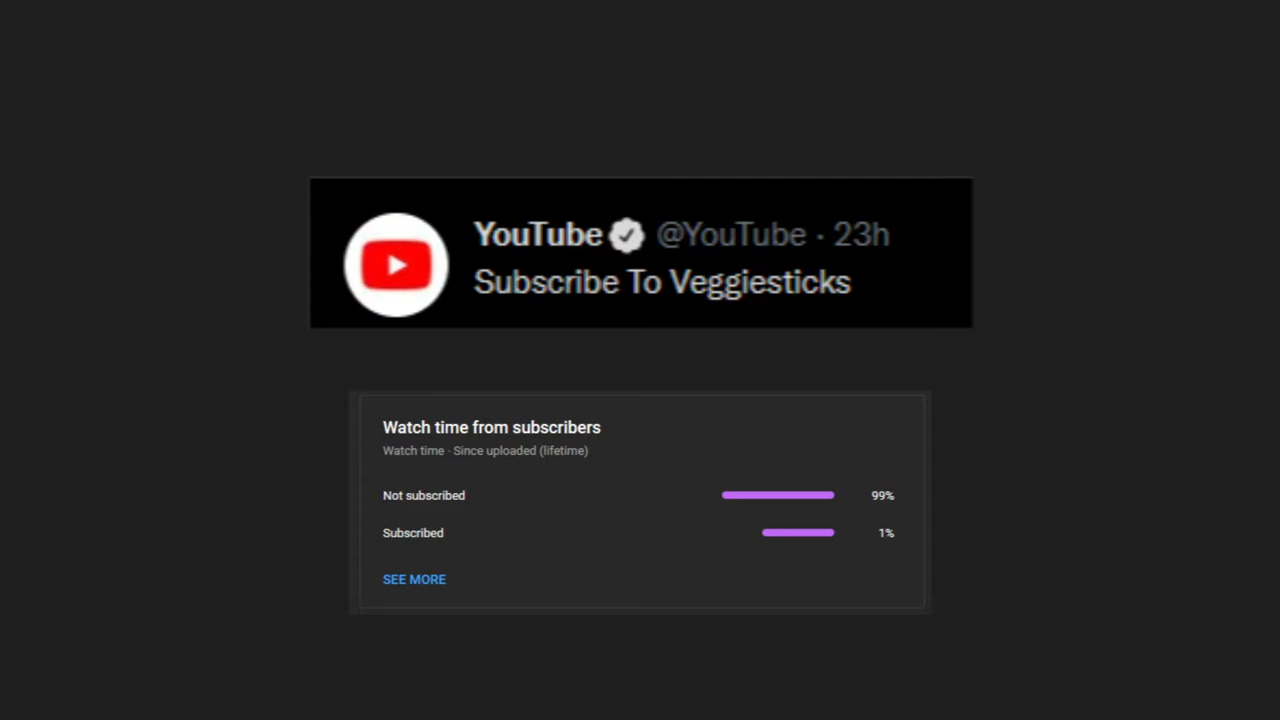 YouTube @YouTube · 23h
Subscribe To Veggiesticks
Watch time from subscribers
Watch time · Since uploaded (lifetime)
Not subscribed 99%
Subscribed 1%
SEE MORE